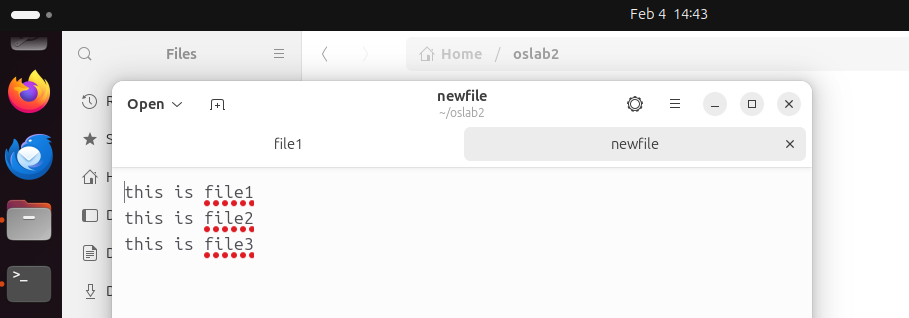 Feb 4 14:43
Files
Home / oslab2
Open
newfile
~/oslab2
file1
newfile
this is file1
this is file2
this is file3